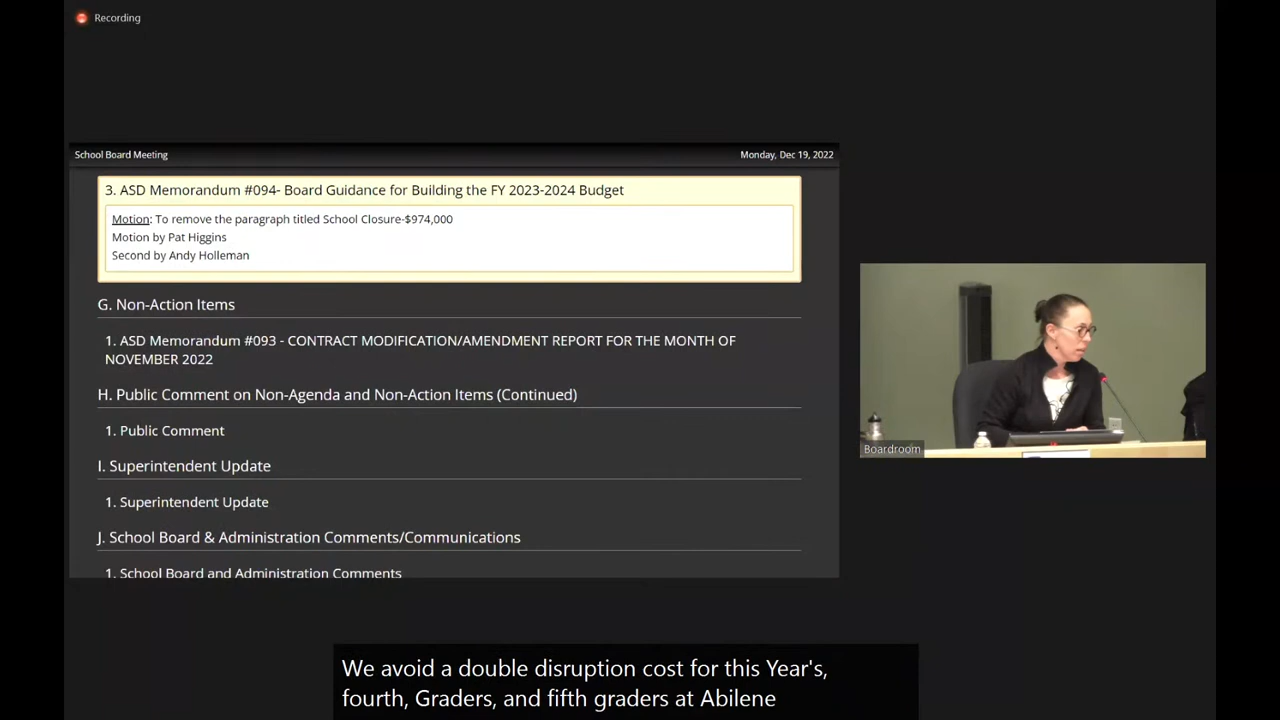 Recording
School Board Meeting
Monday, Dec 19, 2022
3. ASD Memorandum #094- Board Guidance for Building the FY 2023-2024 Budget
Motion: To remove the paragraph titled School Closure-$974,000
Motion by Pat Higgins
Second by Andy Holleman
G. Non-Action Items
1. ASD Memorandum #093 - CONTRACT MODIFICATION/AMENDMENT REPORT FOR THE MONTH OF
NOVEMBER 2022
H. Public Comment on Non-Agenda and Non-Action Items (Continued)
1. Public Comment
I. Superintendent Update
1. Superintendent Update
J. School Board & Administration Comments/Communications
1. School Board and Administration Comments
Boardroom
We avoid a double disruption cost for this Year's,
fourth, Graders, and fifth graders at Abilene